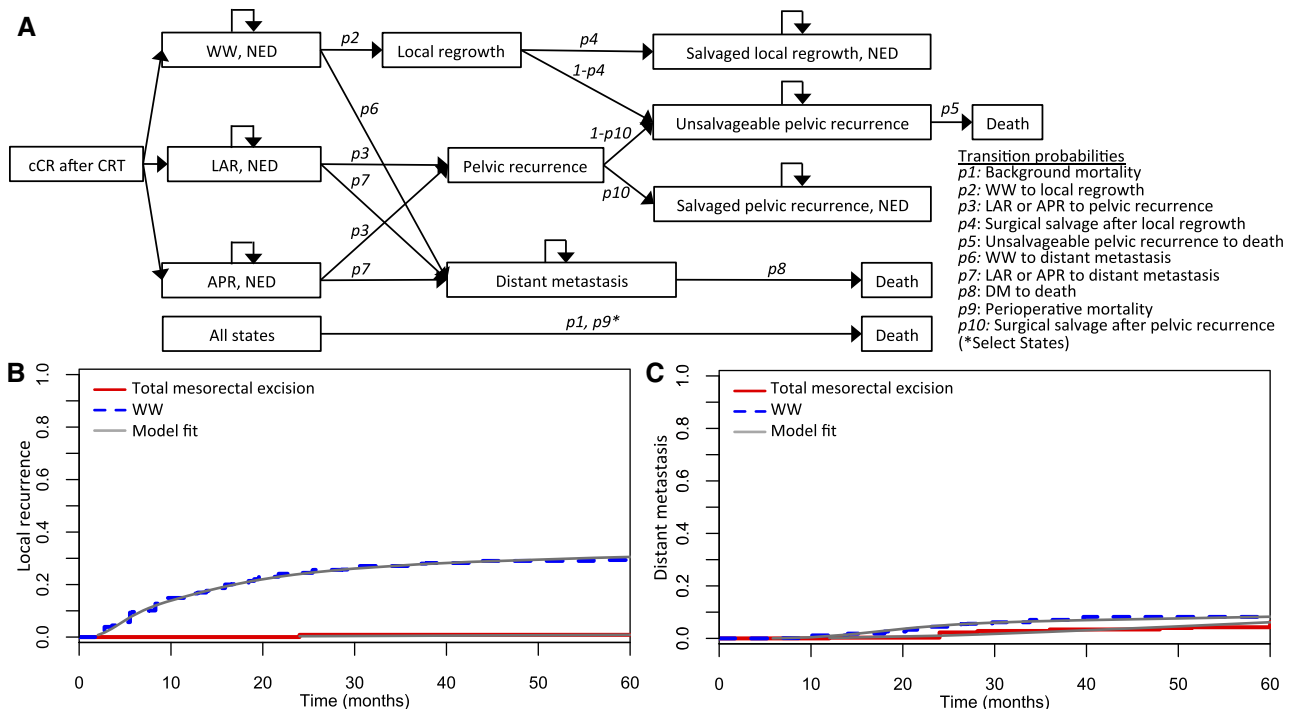 A
WW, NED
p2
Local regrowth
p4
Salvaged local regrowth, NED
1-p4
p6
Unsalvageable pelvic recurrence
p5
Death
cCR after CRT
LAR, NED
p3
p7
Pelvic recurrence
1-p10
p10
Salvaged pelvic recurrence, NED
p3
APR, NED
p7
Distant metastasis
p8
Death
All states
p1, p9*
Death
Transition probabilities
p1: Background mortality
p2: WW to local regrowth
p3: LAR or APR to pelvic recurrence
p4: Surgical salvage after local regrowth
p5: Unsalvageable pelvic recurrence to death
p6: WW to distant metastasis
p7: LAR or APR to distant metastasis
p8: DM to death
p9: Perioperative mortality
p10: Surgical salvage after pelvic recurrence
(*Select States)
B
Total mesorectal excision
WW
Model fit
Local recurrence
1.0
0.8
0.6
0.4
0.2
0.0
0 10 20 30 40 50 60
Time (months)
C
Total mesorectal excision
WW
Model fit
Distant metastasis
1.0
0.8
0.6
0.4
0.2
0.0
0 10 20 30 40 50 60
Time (months)